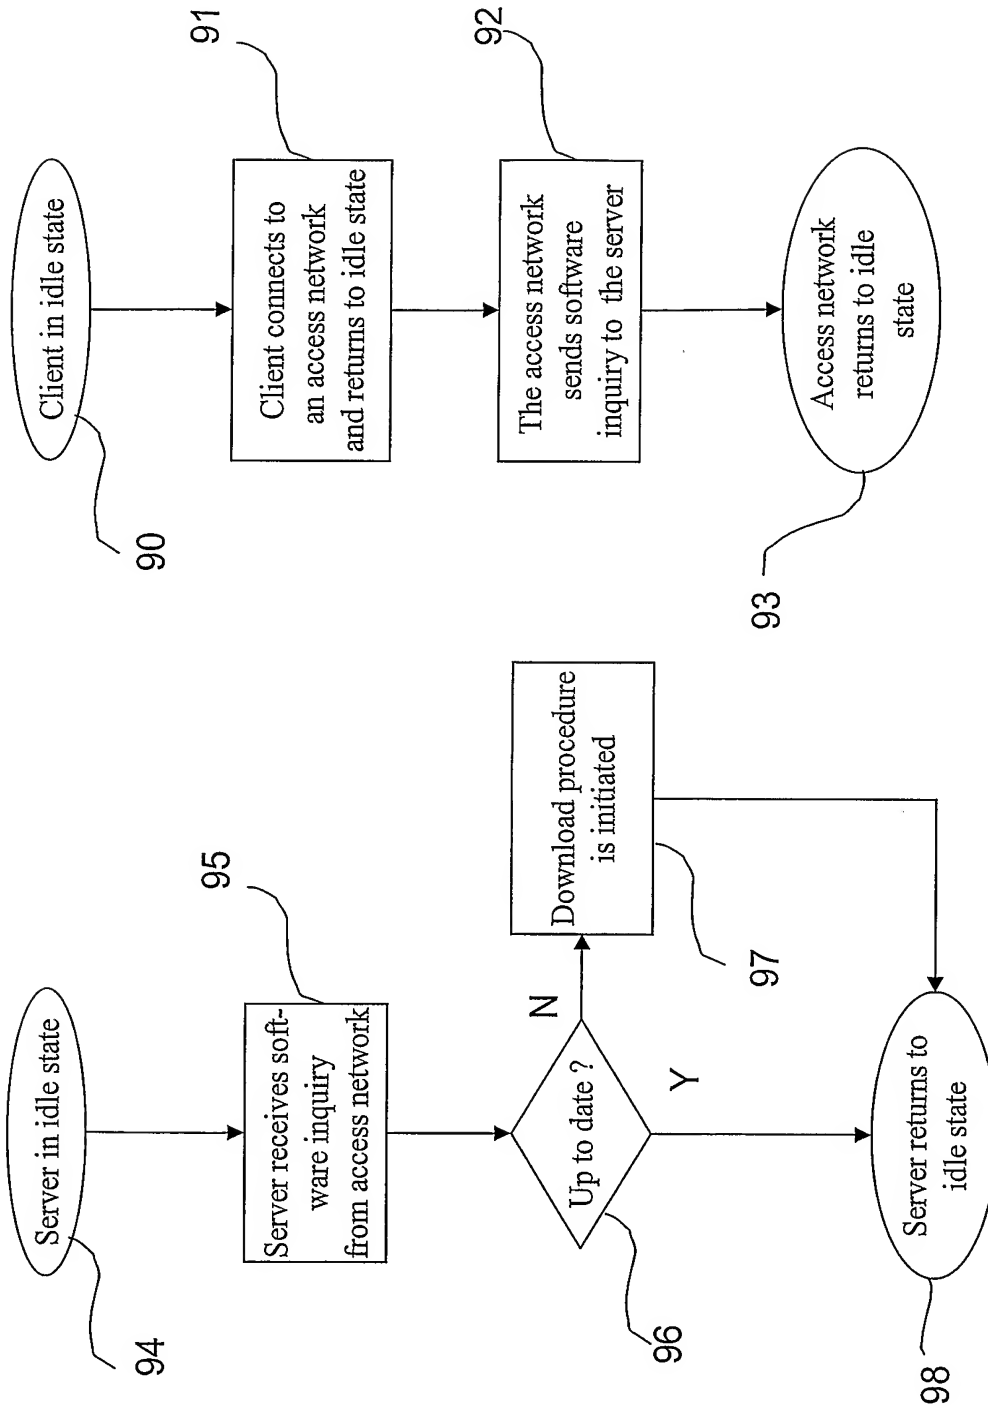 90
Client in idle state
91
Client connects to
an access network
and returns to idle state
92
The access network
sends software
inquiry to the server
93
Access network
returns to idle
state
94
Server in idle state
95
Server receives soft-
ware inquiry
from access network
96
Up to date ?
N
Y
97
Download procedure
is initiated
98
Server returns to
idle state